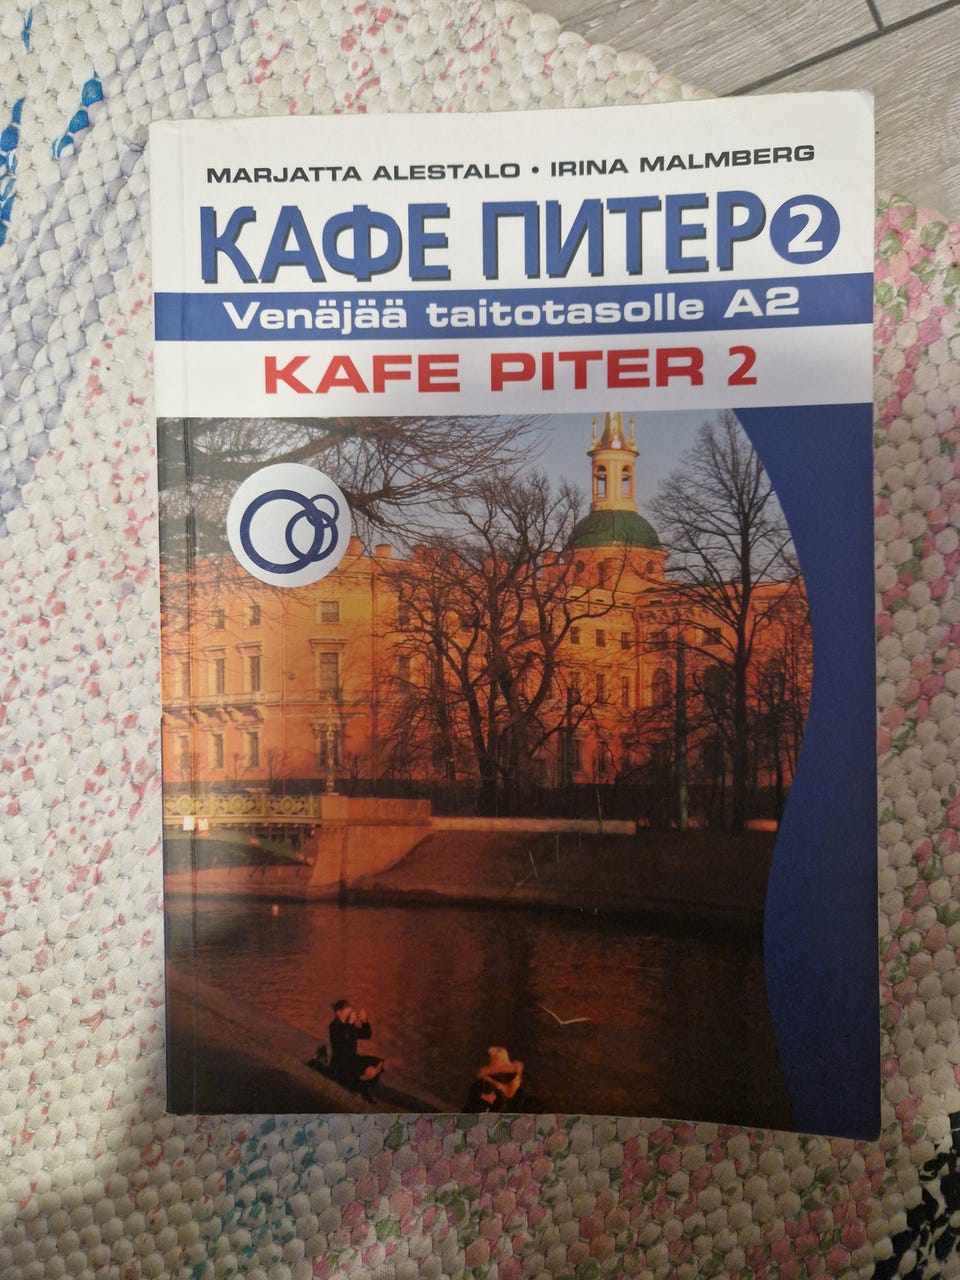 MARJATTA ALESTALO • IRINA MALMBERG
КАФЕ ПИТЕР 2
Venäjää taitotasolle A2
KAFE PITER 2